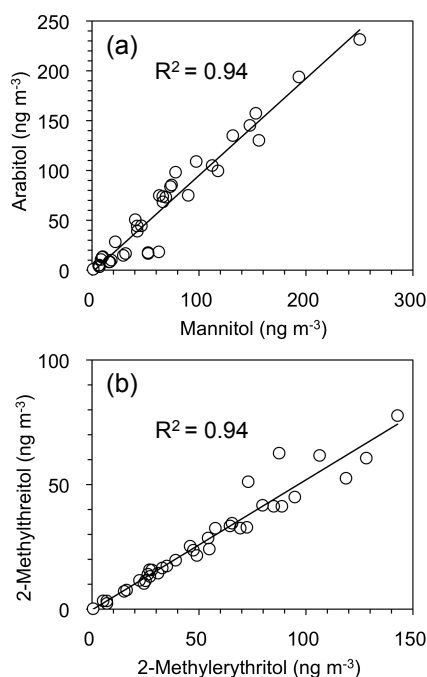 250
(a)
R² = 0.94
200
150
100
50
0
Arabitol (ng m⁻³)
0 100 200 300
Mannitol (ng m⁻³)
100
(b)
R² = 0.94
50
0
2-Methylthreitol (ng m⁻³)
0 50 100 150
2-Methylerythritol (ng m⁻³)